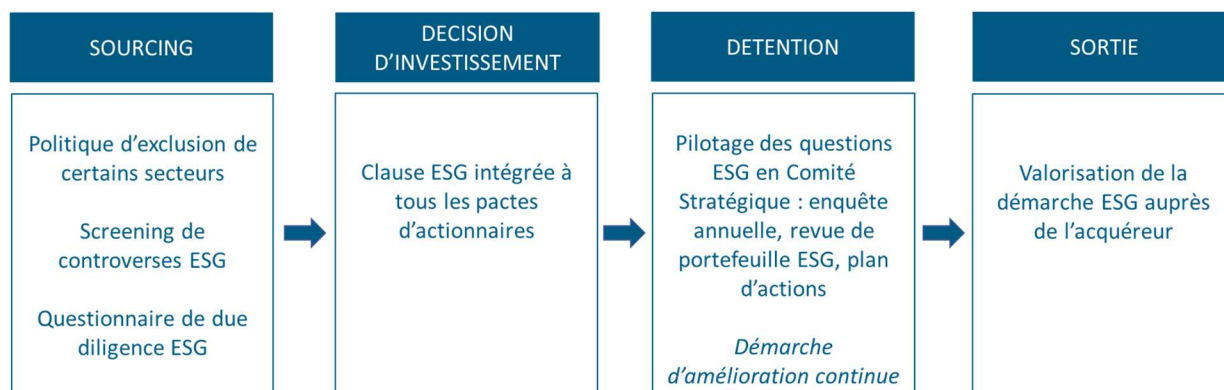 SOURCING
Politique d’exclusion de
certains secteurs
Screening de
controverses ESG
Questionnaire de due
diligence ESG
DECISION
D’INVESTISSEMENT
Clause ESG intégrée à
tous les pactes
d’actionnaires
DETENTION
Pilotage des questions
ESG en Comité
Stratégique : enquête
annuelle, revue de
portefeuille ESG, plan
d’actions
Démarche
d’amélioration continue
SORTIE
Valorisation de la
démarche ESG auprès
de l’acquéreur